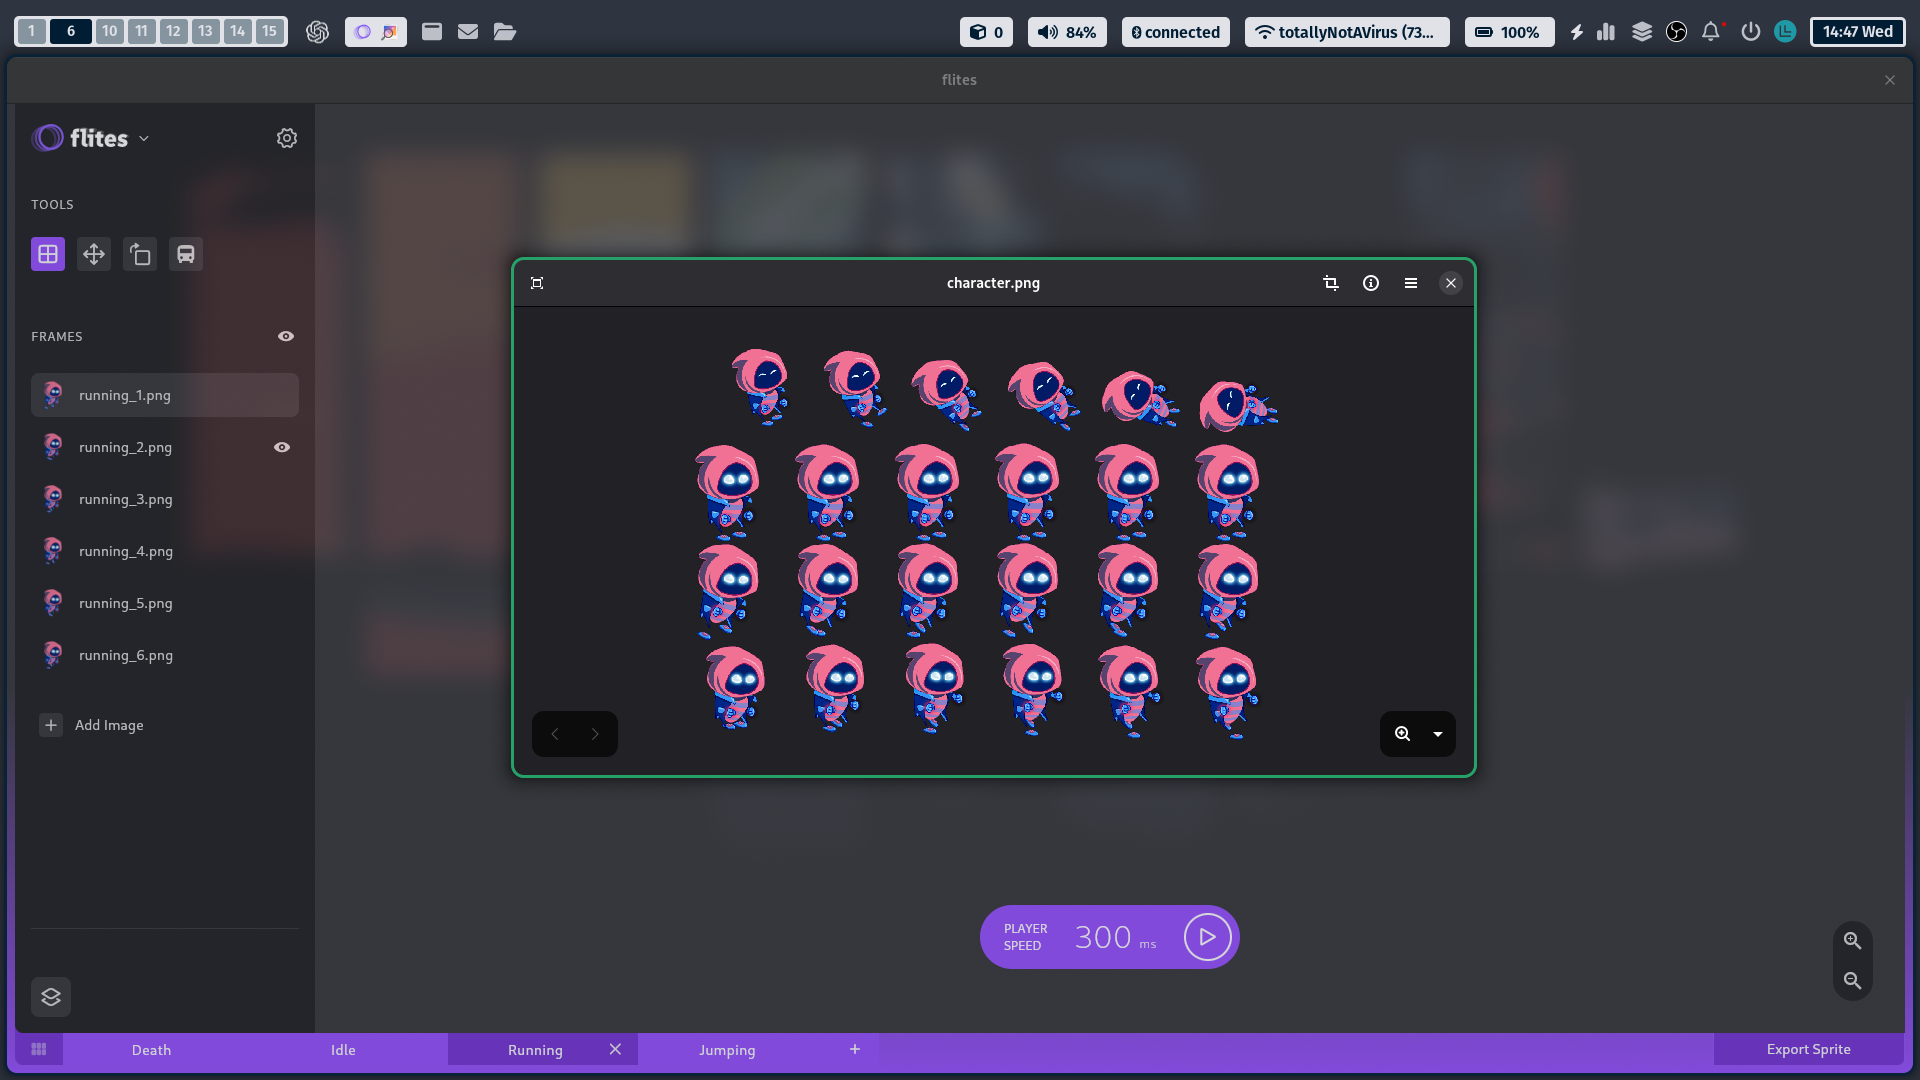 1 6 10 11 12 13 14 15
0
84%
connected
totallyNotAVirus (73...
100%
14:47 Wed
flites
flites
TOOLS
FRAMES
running_1.png
running_2.png
running_3.png
running_4.png
running_5.png
running_6.png
Add Image
character.png
PLAYER
SPEED
300 ms
Death
Idle
Running
Jumping
Export Sprite